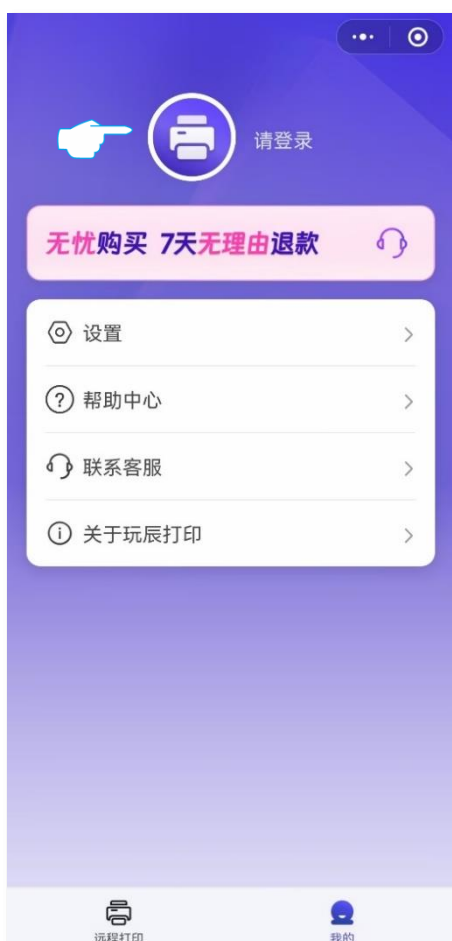 请登录
无忧购买 7天无理由退款
设置
帮助中心
联系客服
关于玩辰打印
远程打印
我的